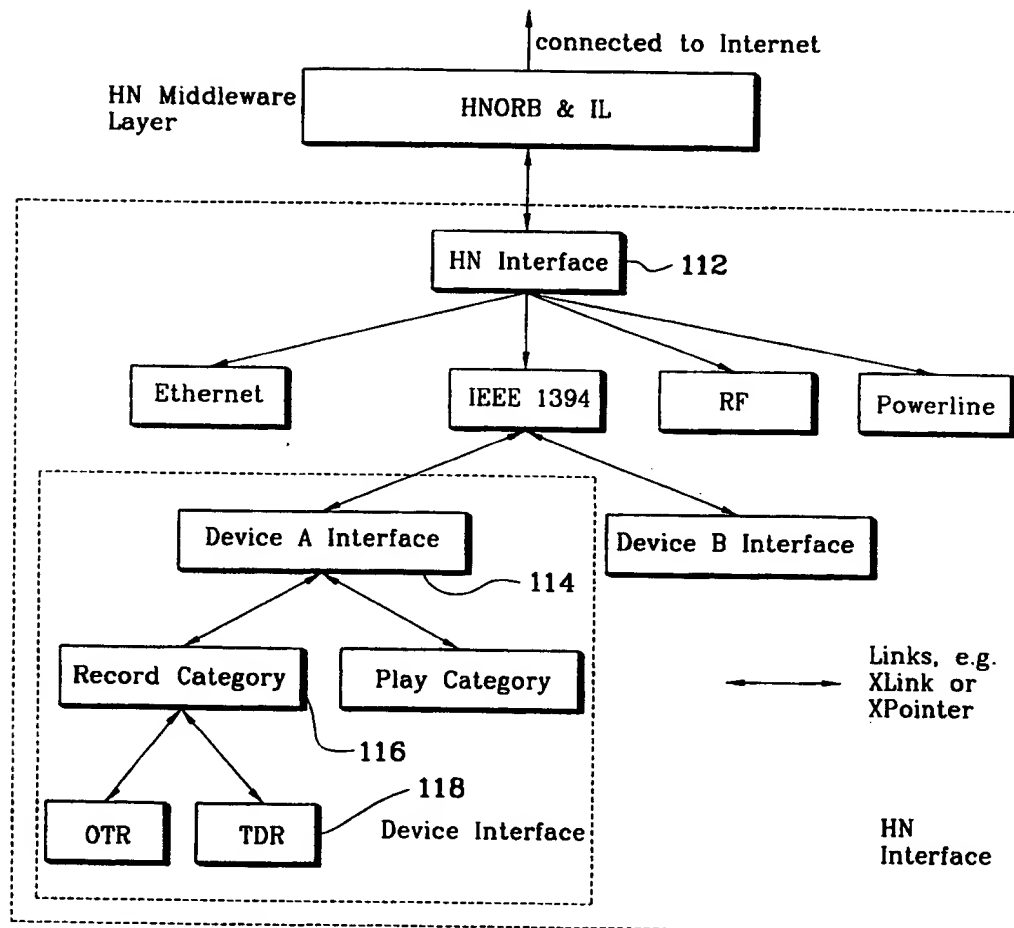 connected to Internet
HN Middleware
Layer
HNORB & IL
HN Interface
112
Ethernet
IEEE 1394
RF
Powerline
Device A Interface
Device B Interface
114
Record Category
Play Category
Links, e.g.
XLink or
XPointer
116
118
OTR
TDR
Device Interface
HN
Interface